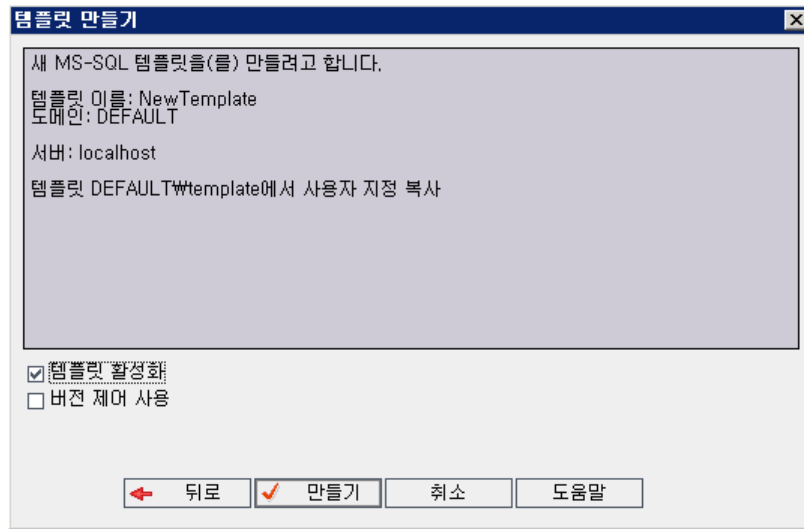 템플릿 만들기
새 MS-SQL 템플릿을(를) 만들려고 합니다.
템플릿 이름: NewTemplate
도메인: DEFAULT
서버: localhost
템플릿 DEFAULT₩template에서 사용자 지정 복사
템플릿 활성화
버전 제어 사용
뒤로
만들기
취소
도움말